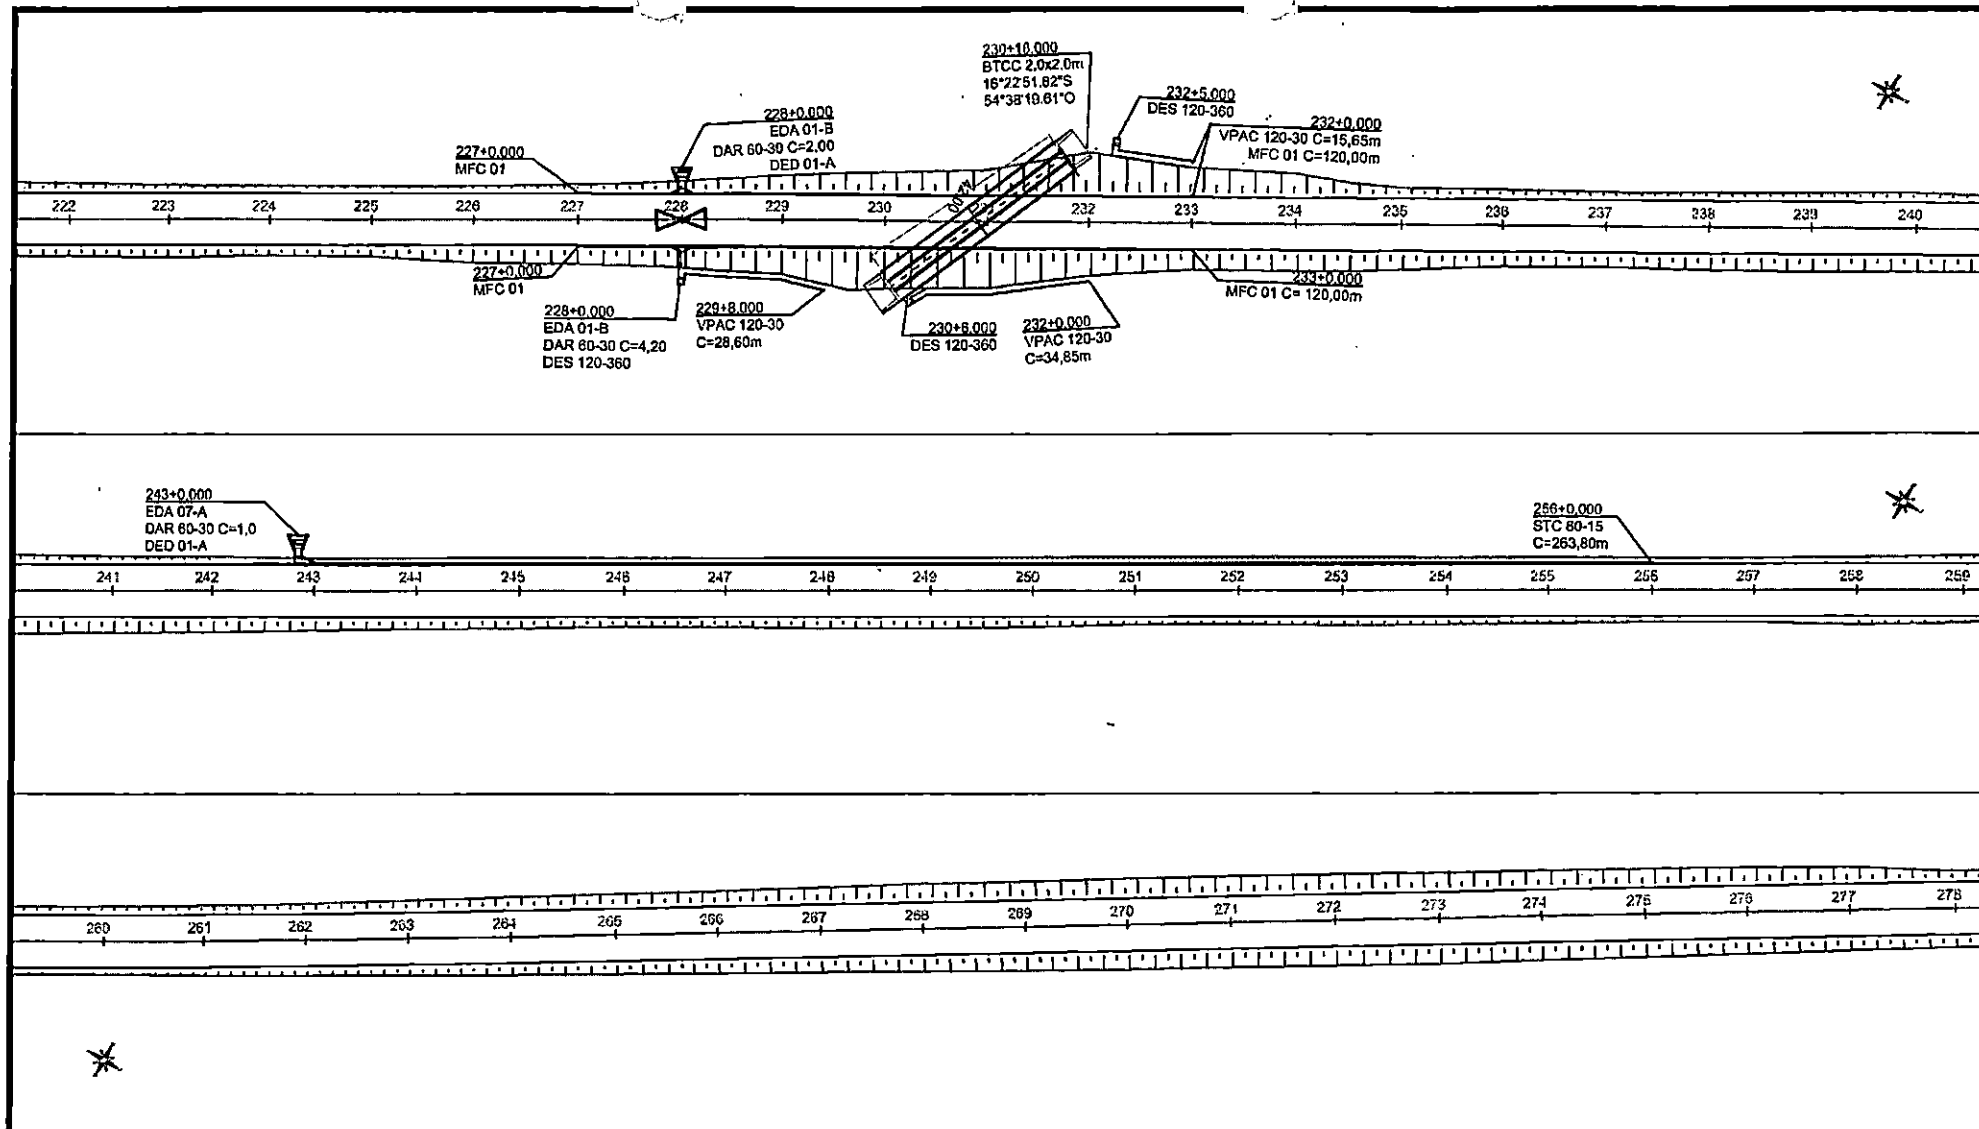 230+10.000
BTCC 2,0x2,0m
16°22'51.82"S
54°38'19.61"O
232+5.000
DES 120-360
228+0.000
EDA 01-B
DAR 60-30 C=2,00
DED 01-A
232+0.000
VPAC 120-30 C=15,65m
MFC 01 C=120,00m
227+0.000
MFC 01
222 223 224 225 226 227 228 229 230 232 233 234 235 236 237 238 239 240
42,00
227+0.000
MFC 01
233+0.000
MFC 01 C= 120,00m
228+0.000
EDA 01-B
DAR 60-30 C=4,20
DES 120-360
229+8.000
VPAC 120-30
C=28,60m
230+6.000
DES 120-360
232+0.000
VPAC 120-30
C=34,85m
243+0,000
EDA 07-A
DAR 60-30 C=1,0
DED 01-A
256+0,000
STC 80-15
C=263,80m
241 242 243 244 245 246 247 248 249 250 251 252 253 254 255 256 257 258 259
260 261 262 263 264 265 266 267 268 269 270 271 272 273 274 275 276 277 278